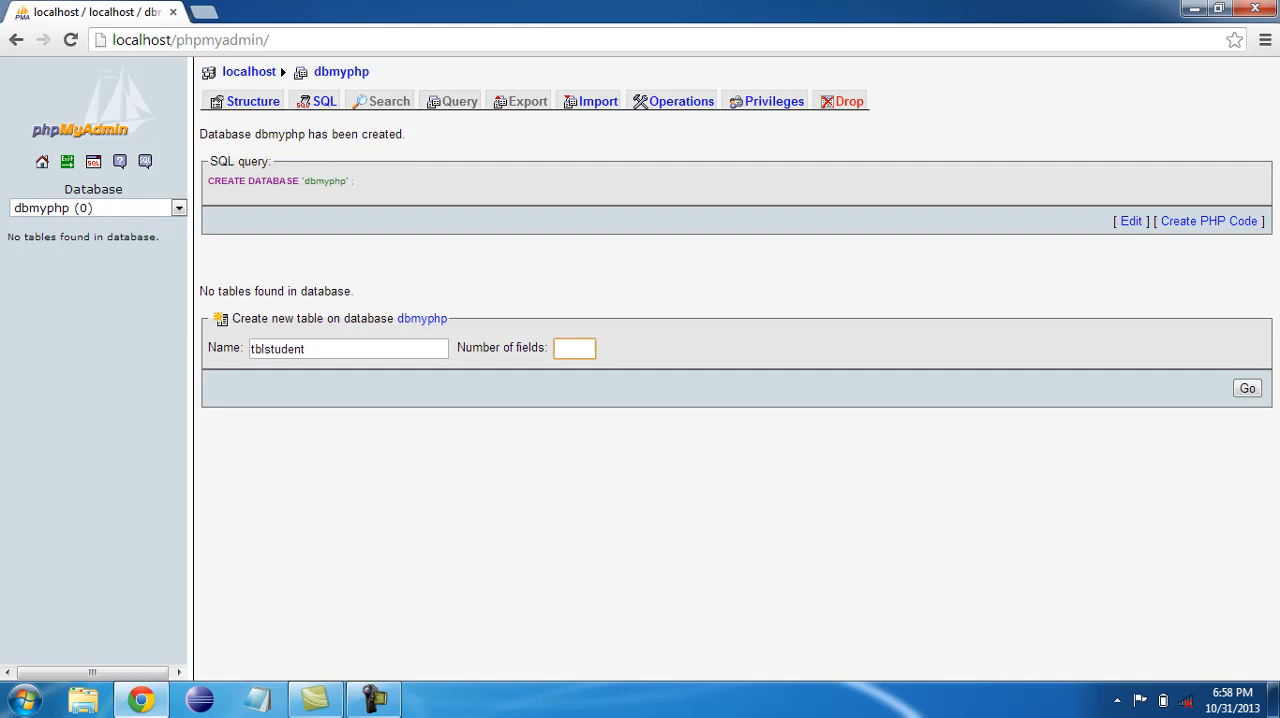 localhost / localhost / dbr
localhost/phpmyadmin/
phpMyAdmin
Database
dbmyphp (0)
No tables found in database.
localhost dbmyphp
Structure SQL Search Query Export Import Operations Privileges Drop
Database dbmyphp has been created.
SQL query:
CREATE DATABASE `dbmyphp` ;
[ Edit ] [ Create PHP Code ]
No tables found in database.
Create new table on database dbmyphp
Name: tblstudent Number of fields:
Go
6:58 PM
10/31/2013